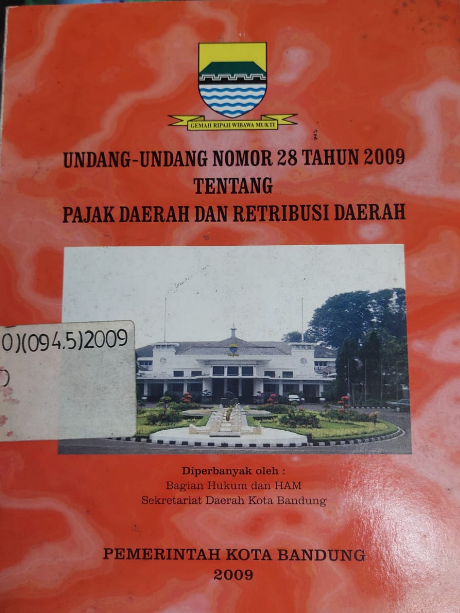 GEMAH RIPAH WIBAWA MUKTI
UNDANG-UNDANG NOMOR 28 TAHUN 2009
TENTANG
PAJAK DAERAH DAN RETRIBUSI DAERAH
0)(094.5)2009
)
Diperbanyak oleh :
Bagian Hukum dan HAM
Sekretariat Daerah Kota Bandung
PEMERINTAH KOTA BANDUNG
2009